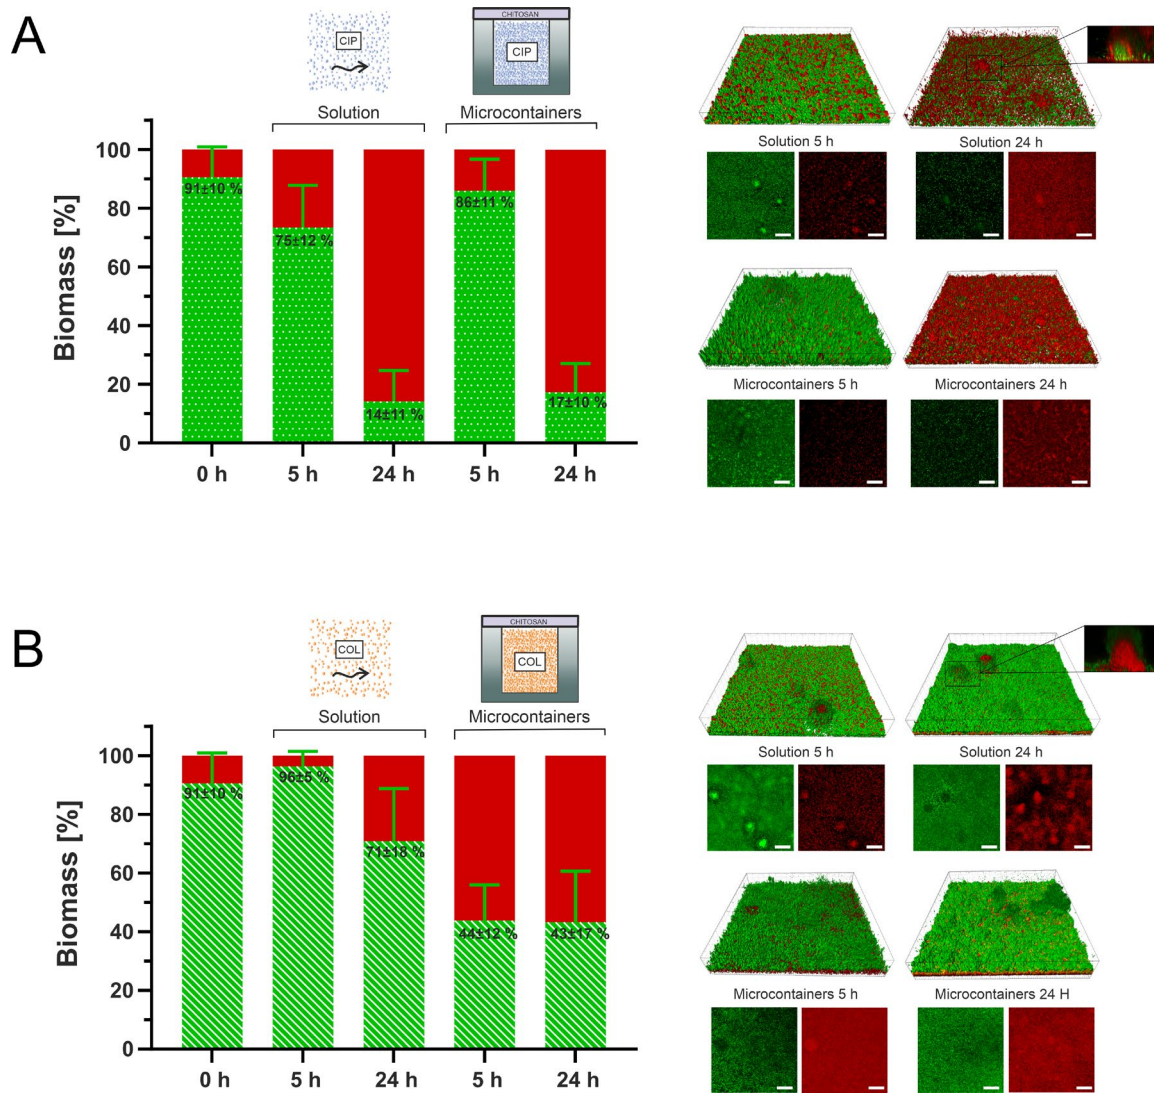 A
CIP
CHITOSAN
CIP
Solution
Microcontainers
Biomass [%]
100
80
60
40
20
0
91±10 %
75±12 %
14±11 %
86±11 %
17±10 %
0 h
5 h
24 h
5 h
24 h
Solution 5 h
Solution 24 h
Microcontainers 5 h
Microcontainers 24 h
B
COL
CHITOSAN
COL
Solution
Microcontainers
Biomass [%]
100
80
60
40
20
0
91±10 %
96±5 %
71±18 %
44±12 %
43±17 %
0 h
5 h
24 h
5 h
24 h
Solution 5 h
Solution 24 h
Microcontainers 5 h
Microcontainers 24 H